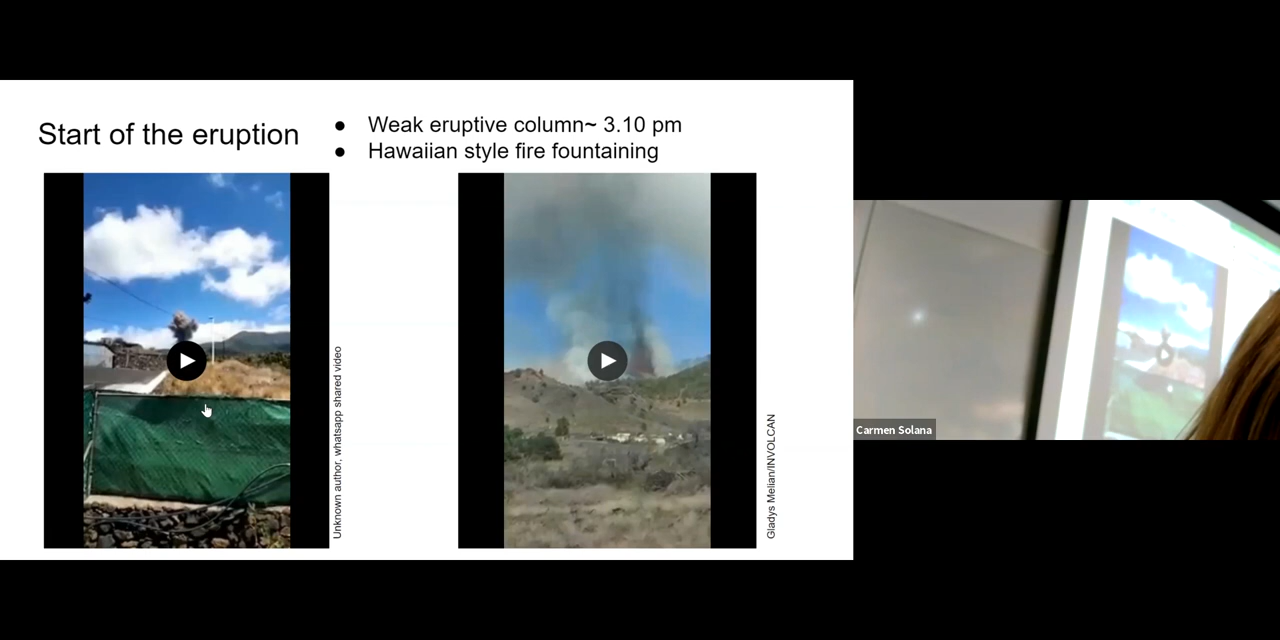 Start of the eruption
● Weak eruptive column~ 3.10 pm
● Hawaiian style fire fountaining
Unknown author, whatsapp shared video
Gladys Melian/INVOLCAN
Carmen Solana